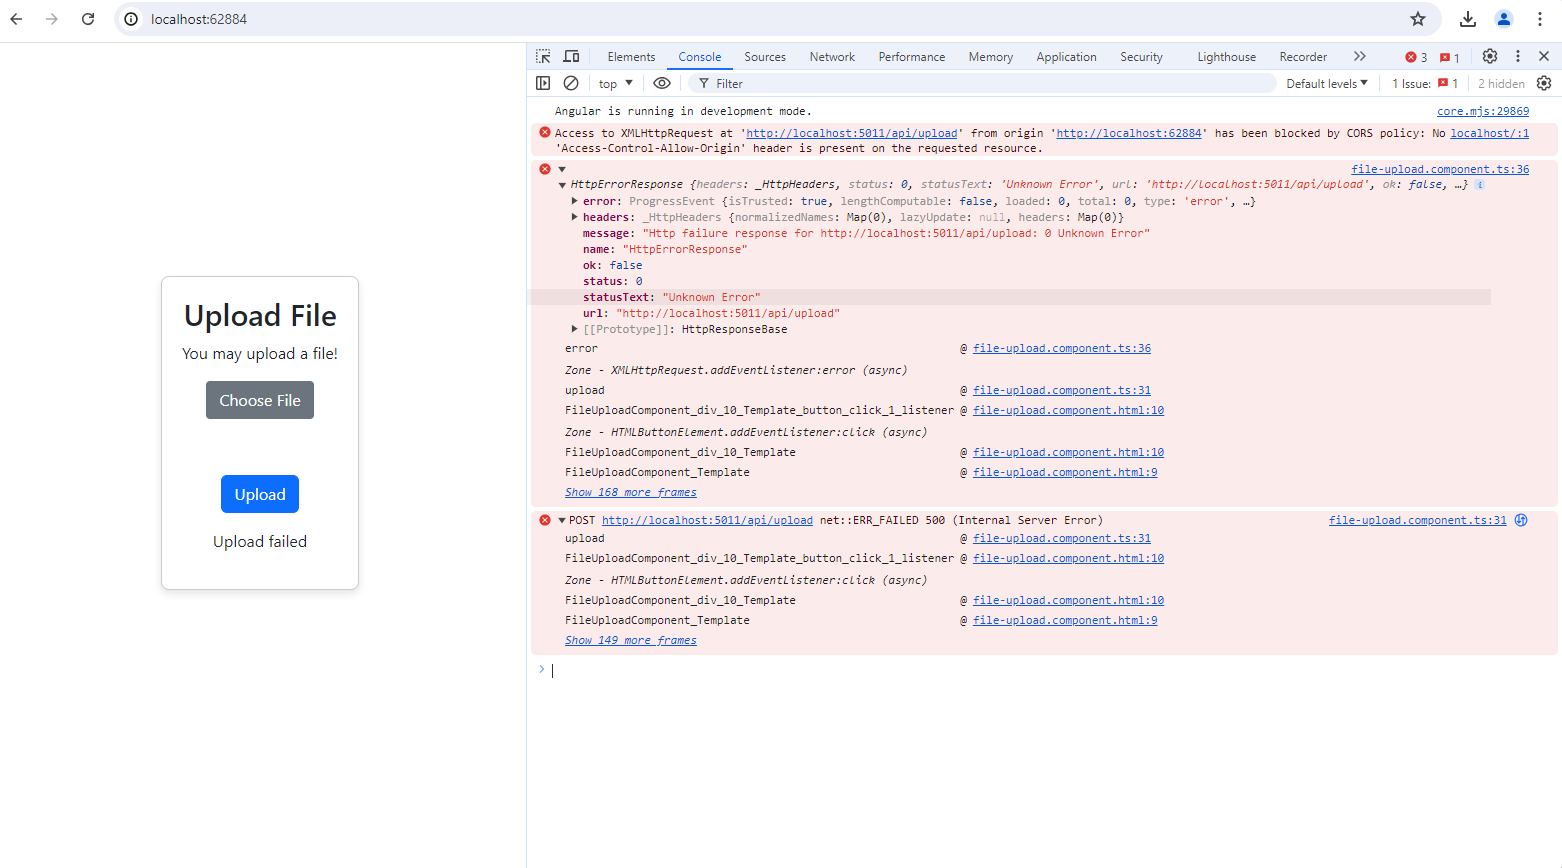 localhost:62884
Elements Console Sources Network Performance Memory Application Security Lighthouse Recorder 3 1
top Filter Default levels 1 Issue: 1 2 hidden
Angular is running in development mode. core.mjs:29869
Access to XMLHttpRequest at 'http://localhost:5011/api/upload' from origin 'http://localhost:62884' has been blocked by CORS policy: No localhost/:1
'Access-Control-Allow-Origin' header is present on the requested resource.
file-upload.component.ts:36
HttpErrorResponse {headers: _HttpHeaders, status: 0, statusText: 'Unknown Error', url: 'http://localhost:5011/api/upload', ok: false, …} i
error: ProgressEvent {isTrusted: true, lengthComputable: false, loaded: 0, total: 0, type: 'error', …}
headers: _HttpHeaders {normalizedNames: Map(0), lazyUpdate: null, headers: Map(0)}
message: "Http failure response for http://localhost:5011/api/upload: 0 Unknown Error"
name: "HttpErrorResponse"
ok: false
status: 0
statusText: "Unknown Error"
url: "http://localhost:5011/api/upload"
[[Prototype]]: HttpResponseBase
error @ file-upload.component.ts:36
Zone - XMLHttpRequest.addEventListener:error (async)
upload @ file-upload.component.ts:31
FileUploadComponent_div_10_Template_button_click_1_listener @ file-upload.component.html:10
Zone - HTMLButtonElement.addEventListener:click (async)
FileUploadComponent_div_10_Template @ file-upload.component.html:10
FileUploadComponent_Template @ file-upload.component.html:9
Show 168 more frames
POST http://localhost:5011/api/upload net::ERR_FAILED 500 (Internal Server Error) file-upload.component.ts:31
upload @ file-upload.component.ts:31
FileUploadComponent_div_10_Template_button_click_1_listener @ file-upload.component.html:10
Zone - HTMLButtonElement.addEventListener:click (async)
FileUploadComponent_div_10_Template @ file-upload.component.html:10
FileUploadComponent_Template @ file-upload.component.html:9
Show 149 more frames
Upload File
You may upload a file!
Choose File
Upload
Upload failed